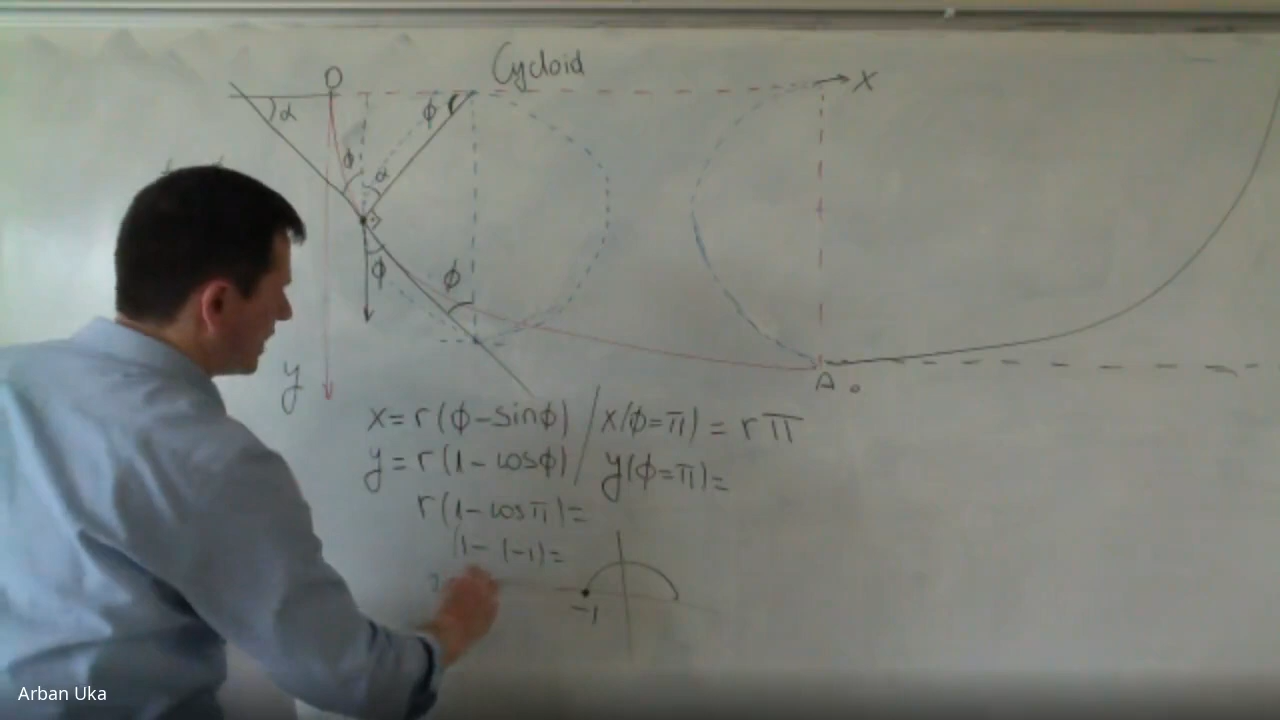 Cycloid
O
X
α
φ
r
φ
α
φ
φ
y
A.
x=r(φ-sinφ) / x(φ=π) = rπ
y=r(1-cosφ) / y(φ=π)=
r(1-cosπ)=
(1-(-1)=
-1
Arban Uka